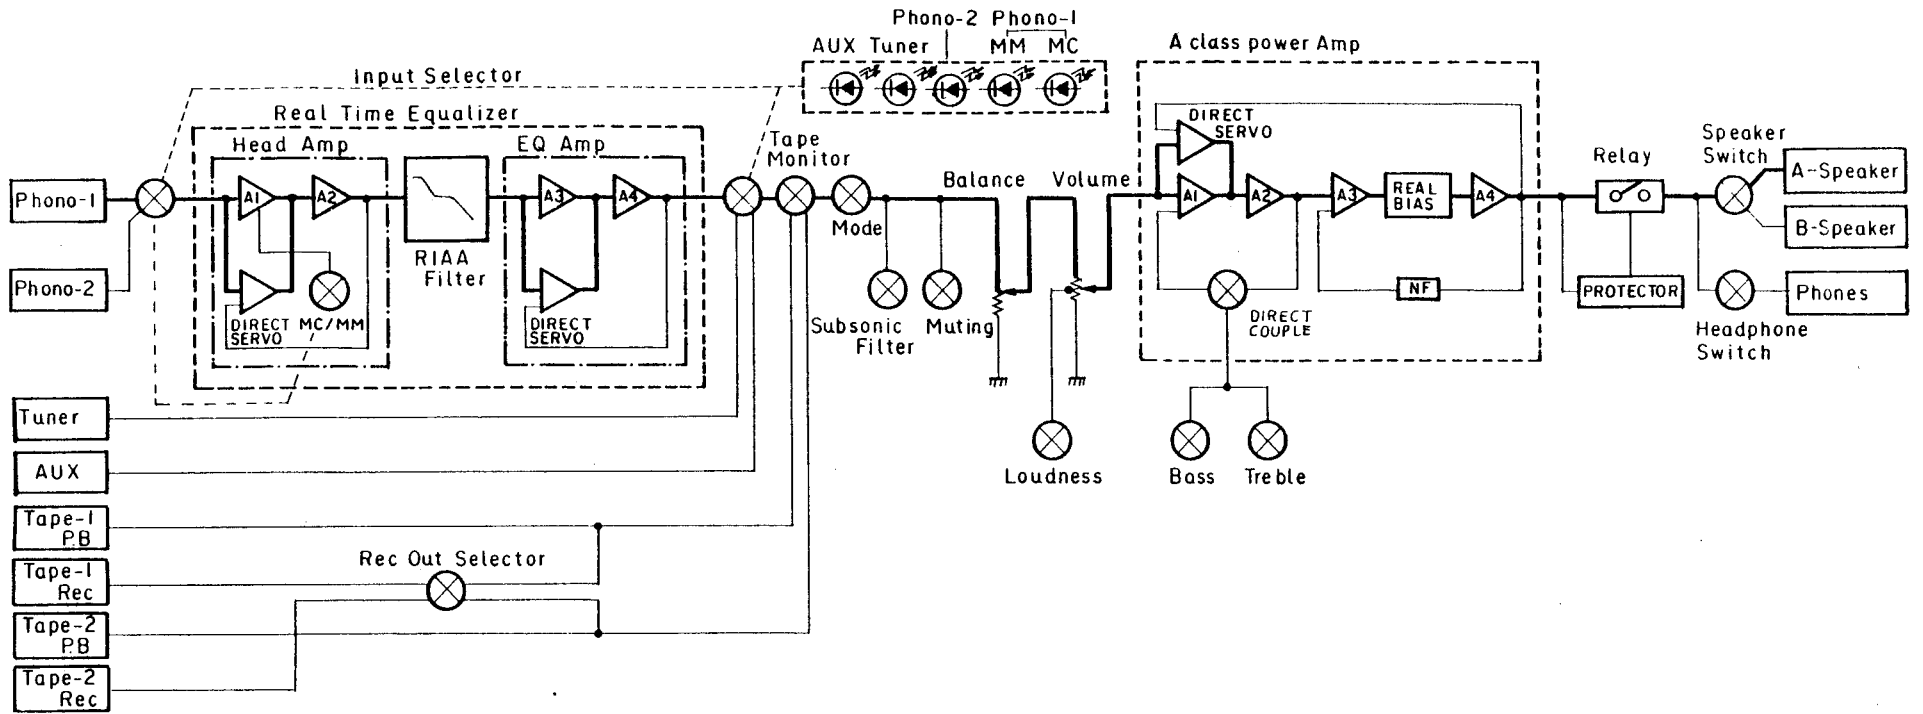 Phono-2 Phono-1
AUX Tuner MM MC
A class power Amp
Input Selector
Real Time Equalizer
Head Amp
EQ Amp
Tape
Monitor
DIRECT
SERVO
Speaker
Switch
Relay
Phono-1
A1
A2
A3
A4
Mode
Balance
Volume
A1
A2
A3
REAL
BIAS
A4
A-Speaker
B-Speaker
Phono-2
RIAA
Filter
DIRECT
SERVO
MC/MM
DIRECT
SERVO
Subsonic
Filter
Muting
DIRECT
COUPLE
NF
PROTECTOR
Phones
Headphone
Switch
Tuner
AUX
Loudness
Bass
Treble
Tape-1
P.B
Rec Out Selector
Tape-1
Rec
Tape-2
P.B
Tape-2
Rec